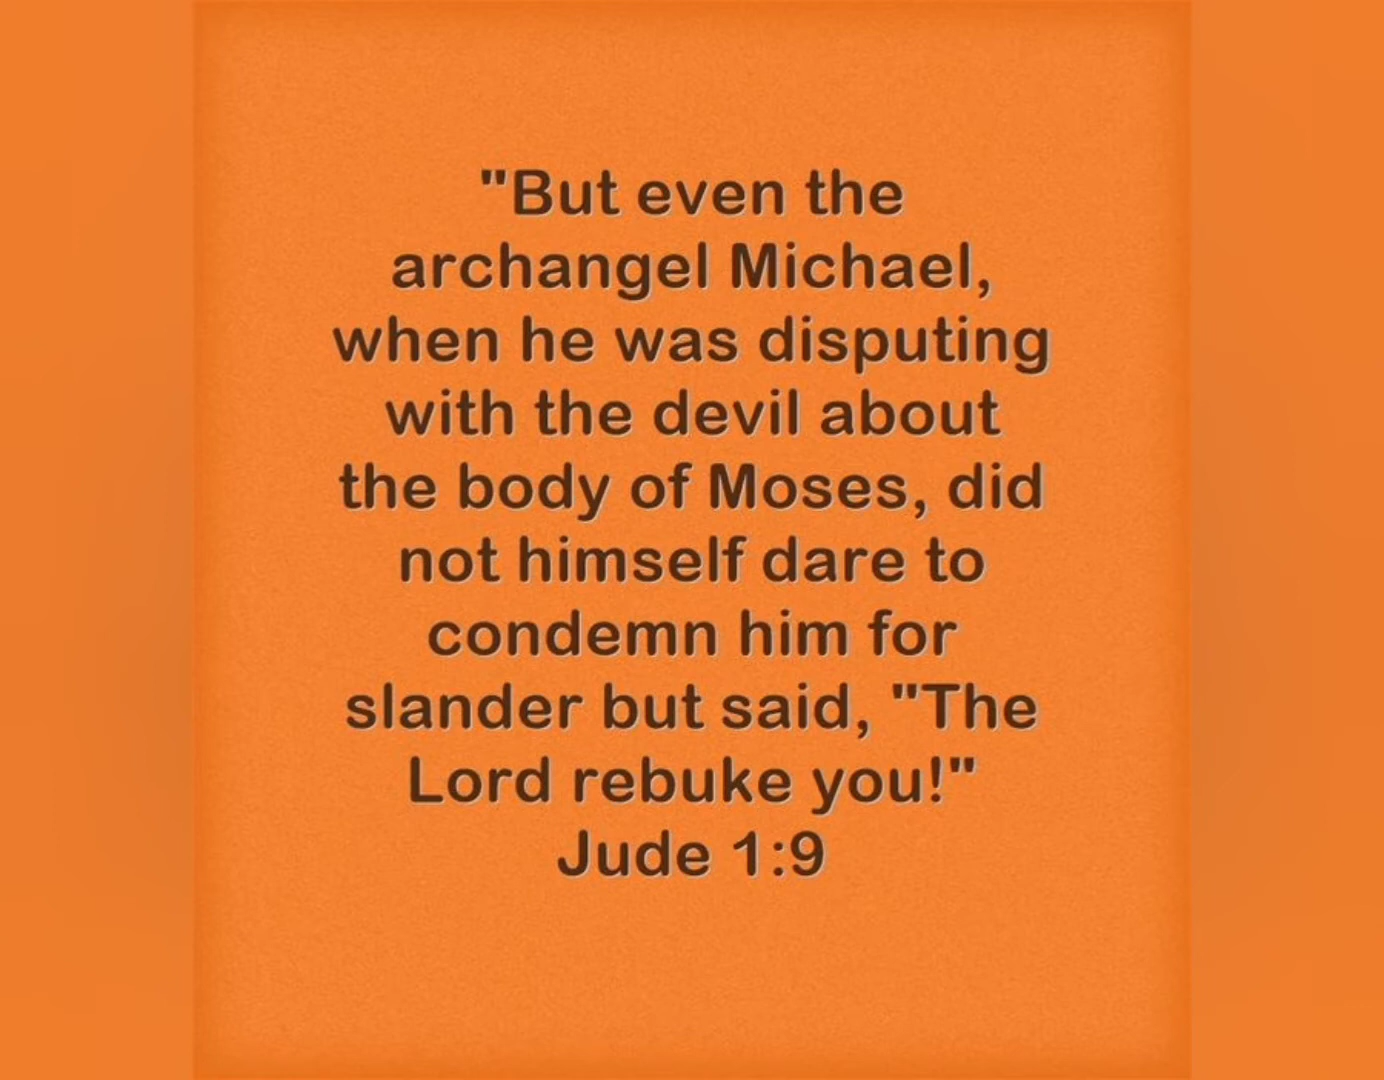 "But even the
archangel Michael,
when he was disputing
with the devil about
the body of Moses, did
not himself dare to
condemn him for
slander but said, "The
Lord rebuke you!"
Jude 1:9